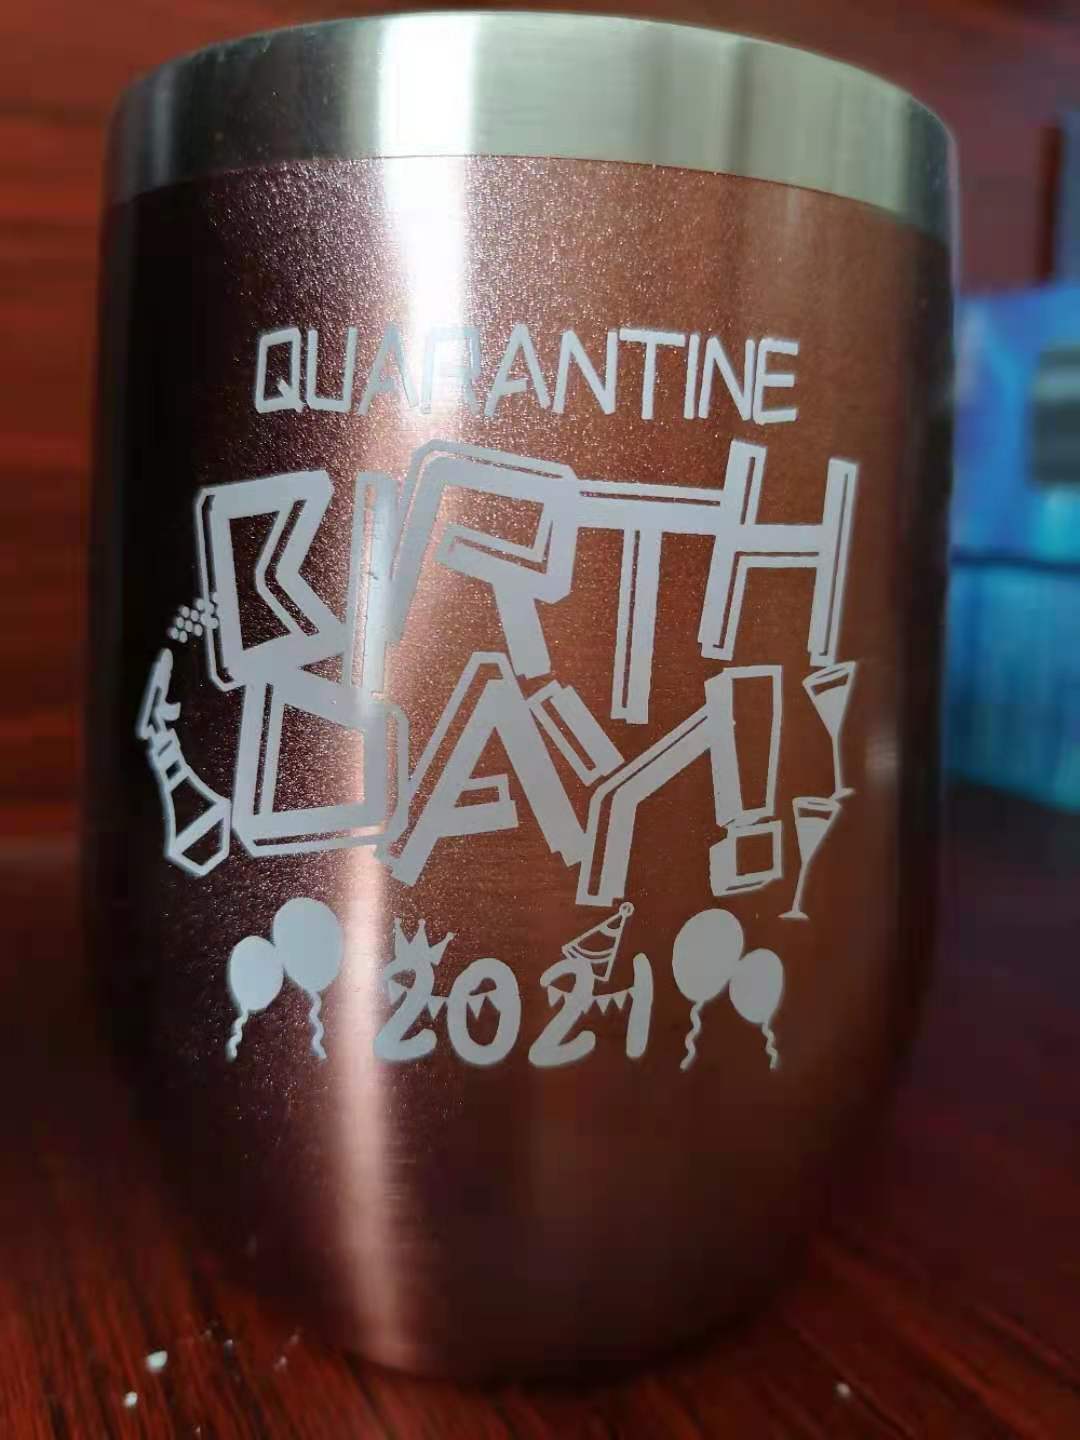 QUARANTINE
BIRTH
DAY!
2021